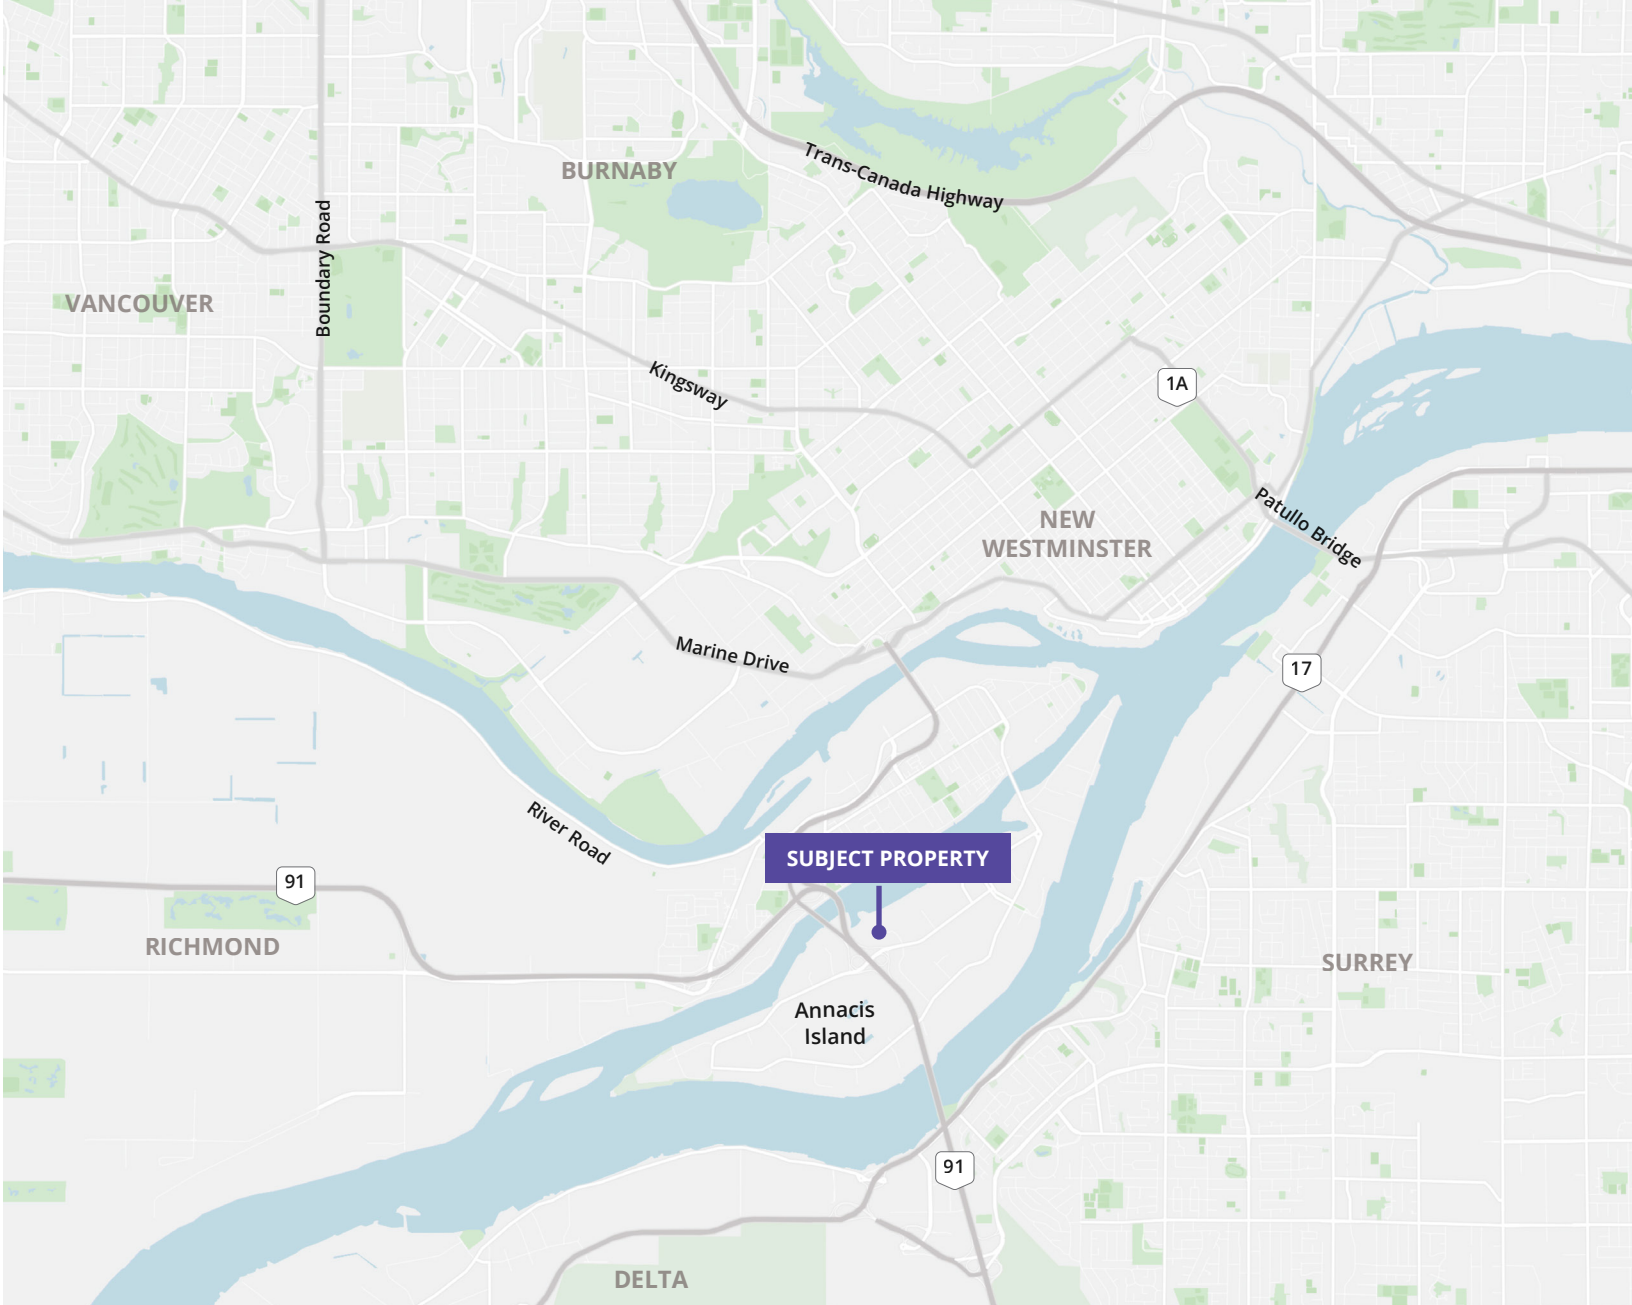 BURNABY
Trans-Canada Highway
Boundary Road
VANCOUVER
Kingsway
1A
NEW
WESTMINSTER
Patullo Bridge
Marine Drive
17
River Road
SUBJECT PROPERTY
91
RICHMOND
SURREY
Annacis
Island
91
DELTA